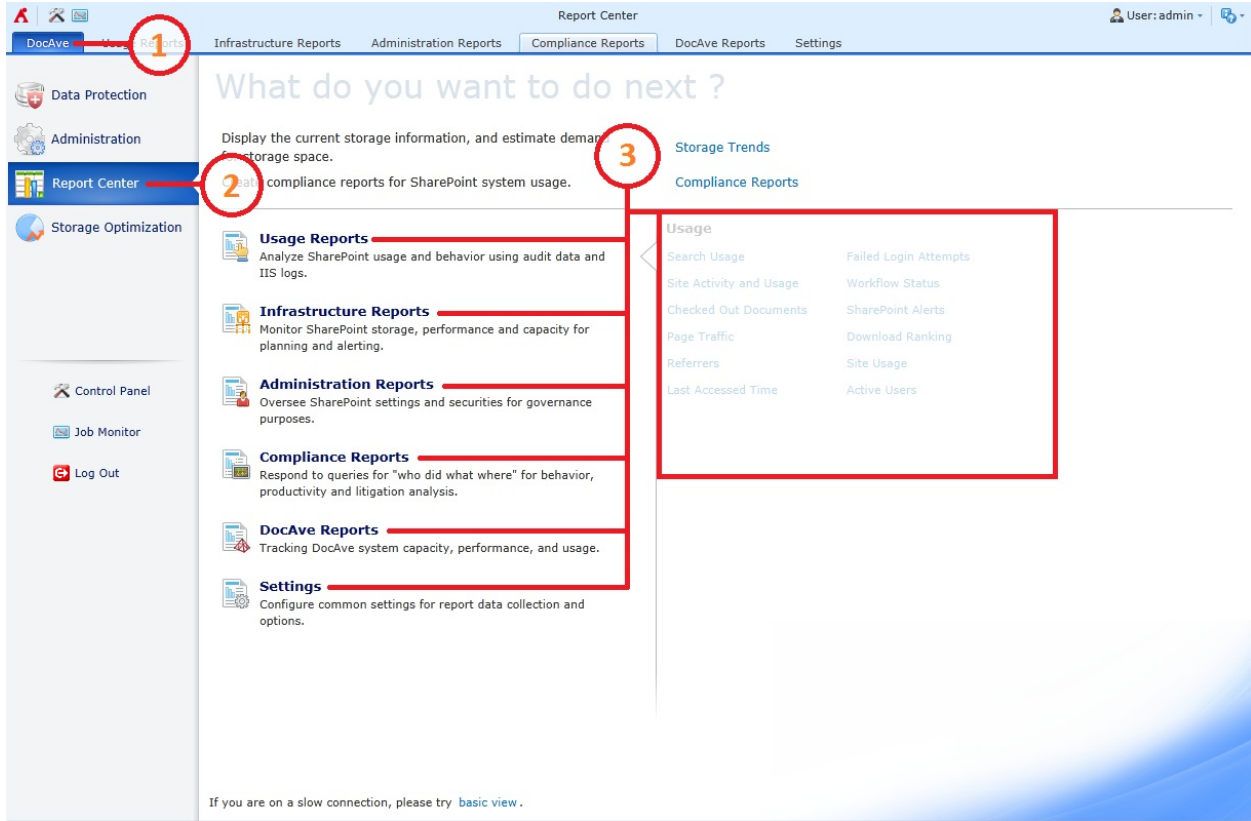 Report Center
User: admin
DocAve
1
Usage Reports
Infrastructure Reports
Administration Reports
Compliance Reports
DocAve Reports
Settings
Data Protection
Administration
Report Center
2
Storage Optimization
Control Panel
Job Monitor
Log Out
What do you want to do next ?
Display the current storage information, and estimate demand
for storage space.
Storage Trends
3
Create compliance reports for SharePoint system usage.
Compliance Reports
Usage Reports
Analyze SharePoint usage and behavior using audit data and
IIS logs.
Infrastructure Reports
Monitor SharePoint storage, performance and capacity for
planning and alerting.
Administration Reports
Oversee SharePoint settings and securities for governance
purposes.
Compliance Reports
Respond to queries for "who did what where" for behavior,
productivity and litigation analysis.
DocAve Reports
Tracking DocAve system capacity, performance, and usage.
Settings
Configure common settings for report data collection and
options.
Usage
Search Usage
Failed Login Attempts
Site Activity and Usage
Workflow Status
Checked Out Documents
SharePoint Alerts
Page Traffic
Download Ranking
Referrers
Site Usage
Last Accessed Time
Active Users
If you are on a slow connection, please try basic view.